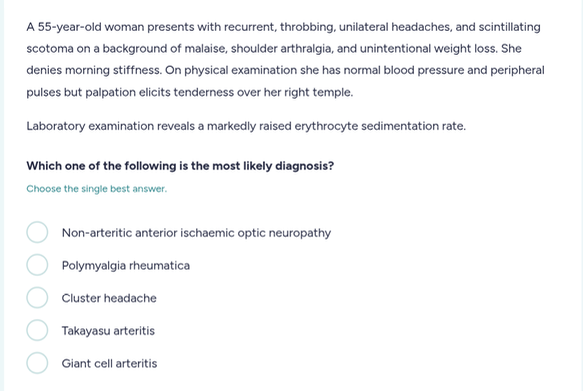 A 55-year-old woman presents with recurrent, throbbing, unilateral headaches, and scintillating
scotoma on a background of malaise, shoulder arthralgia, and unintentional weight loss. She
denies morning stiffness. On physical examination she has normal blood pressure and peripheral
pulses but palpation elicits tenderness over her right temple.
Laboratory examination reveals a markedly raised erythrocyte sedimentation rate.
Which one of the following is the most likely diagnosis?
Choose the single best answer.
Non-arteritic anterior ischaemic optic neuropathy
Polymyalgia rheumatica
Cluster headache
Takayasu arteritis
Giant cell arteritis